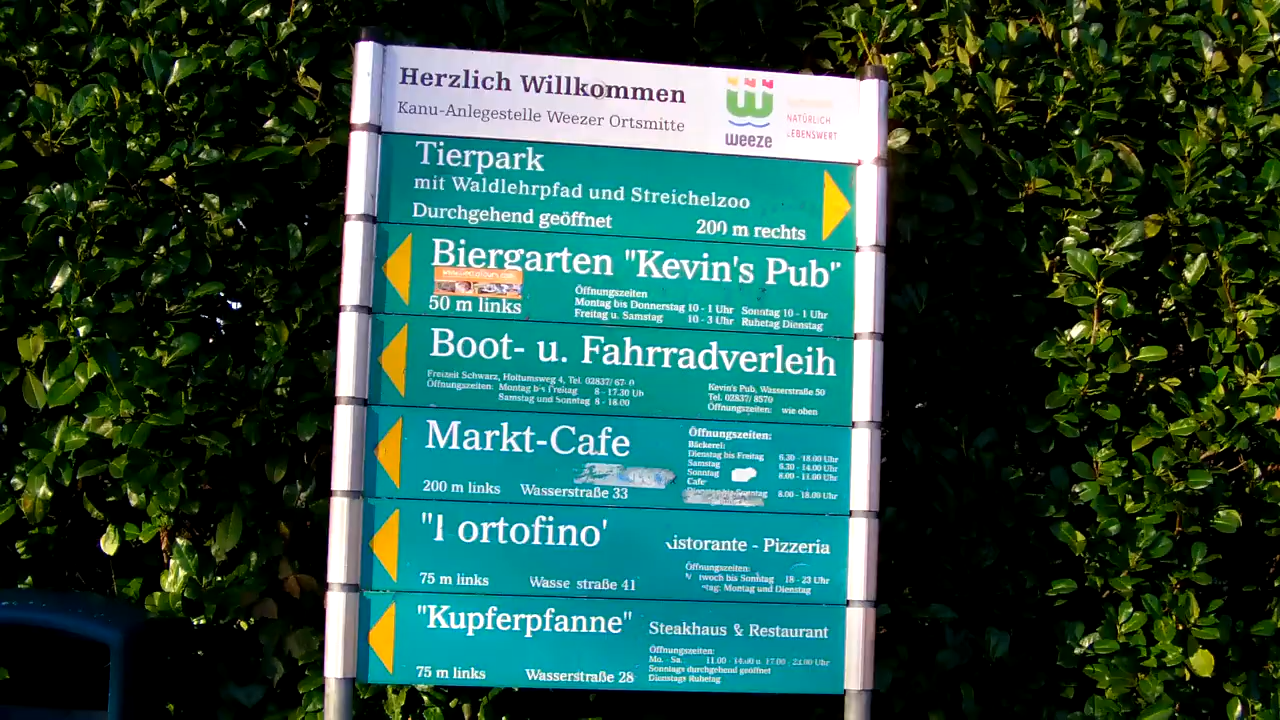 Herzlich Willkommen
Kanu-Anlegestelle Weezer Ortsmitte
weeze
NATÜRLICH
LEBENSWERT
Tierpark
mit Waldlehrpfad und Streichelzoo
Durchgehend geöffnet 200 m rechts
Biergarten "Kevin's Pub"
50 m links
Öffnungszeiten
Montag bis Donnerstag 10 - 1 Uhr Sonntag 10 - 1 Uhr
Freitag u. Samstag 10 - 3 Uhr Ruhetag Dienstag
Boot- u. Fahrradverleih
Freizeit Schwarz, Holtumsweg 4, Tel. 02837/
Öffnungszeiten: Montag bis Freitag 8 - 17.30 Uh
Samstag und Sonntag 8 - 18.00
Kevin's Pub, Wasserstraße 50
Tel. 02837/ 8570
Öffnungszeiten: wie oben
Markt-Cafe
200 m links Wasserstraße 33
Öffnungszeiten:
Bäckerei:
Dienstag bis Freitag 6.30 - 18.00 Uhr
Samstag 6.30 - 14.00 Uhr
Sonntag 8.00 - 11.00 Uhr
Cafe
8.00 - 18.00 Uhr
"l ortofino'
75 m links Wasse straße 41
istorante - Pizzeria
Öffnungszeiten:
twoch bis Sonntag 18 - 23 Uhr
tag: Montag und Dienstag
"Kupferpfanne"
75 m links Wasserstraße 28
Steakhaus & Restaurant
Öffnungszeiten:
Mo. - Sa. 11.00 - 14.00 u. 17.00 - 23.00 Uhr
Sonntags durchgehend geöffnet
Dienstags Ruhetag